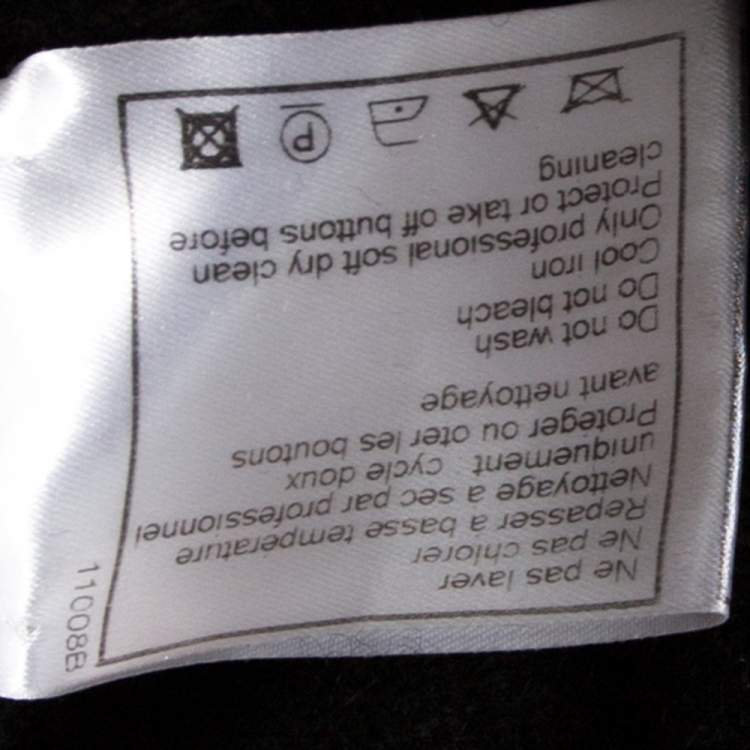 Ne pas laver
Ne pas chlorer
Repasser a basse température
Nettoyage a sec par professionnel
uniquement cycle doux
Proteger ou oter les boutons
avant nettoyage
Do not wash
Do not bleach
Cool iron
Only professional soft dry clean
Protect or take off buttons before
cleaning
P
11008B